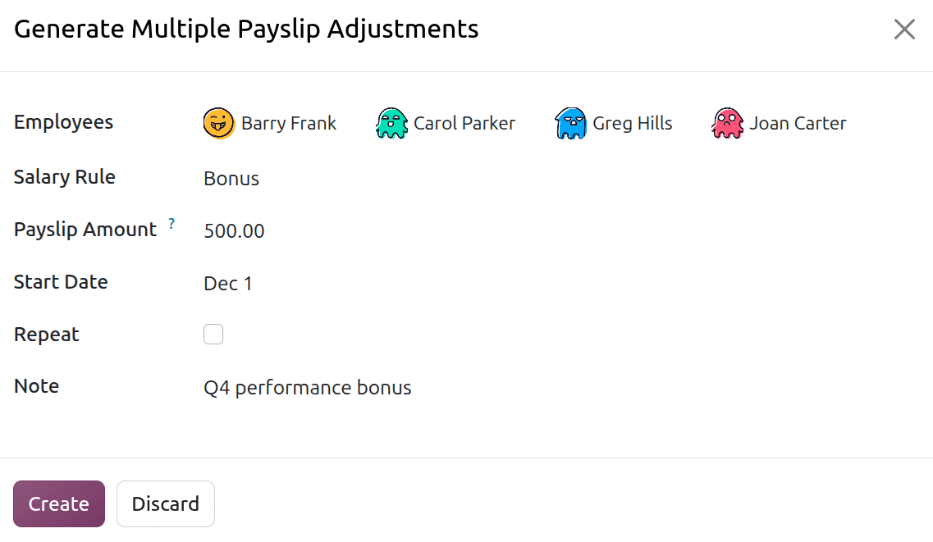 Generate Multiple Payslip Adjustments
Employees Barry Frank Carol Parker Greg Hills Joan Carter
Salary Rule Bonus
Payslip Amount ? 500.00
Start Date Dec 1
Repeat
Note Q4 performance bonus
Create Discard